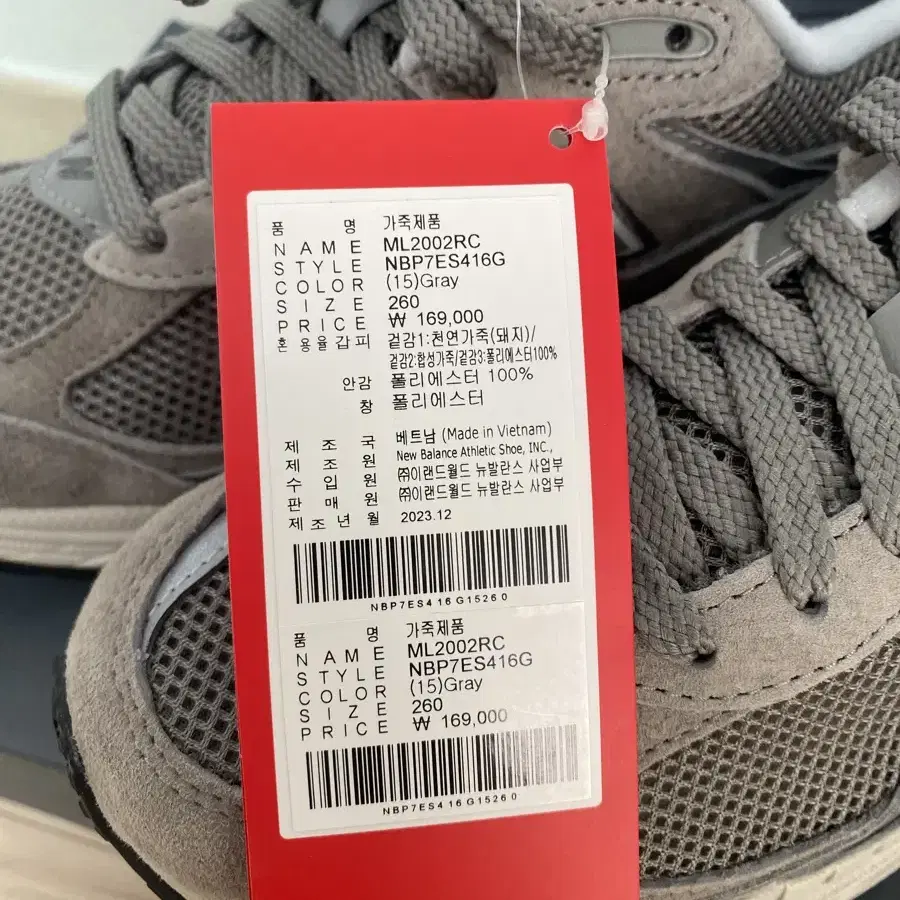 품 명 가죽제품
NAME ML2002RC
STYLE NBP7ES416G
COLOR (15)Gray
SIZE 260
PRICE ₩ 169,000
혼용율 갑피 겉감1:천연가죽(돼지)/
겉감2:합성가죽/겉감3:폴리에스터100%
안감 폴리에스터 100%
창 폴리에스터
제 조 국 베트남 (Made in Vietnam)
제 조 원 New Balance Athletic Shoe, INC.,
수 입 원 ㈜이랜드월드 뉴발란스 사업부
판 매 원 ㈜이랜드월드 뉴발란스 사업부
제조년월 2023.12
NBP7ES416G15260
품 명 가죽제품
NAME ML2002RC
STYLE NBP7ES416G
COLOR (15)Gray
SIZE 260
PRICE ₩ 169,000
NBP7ES416G15260